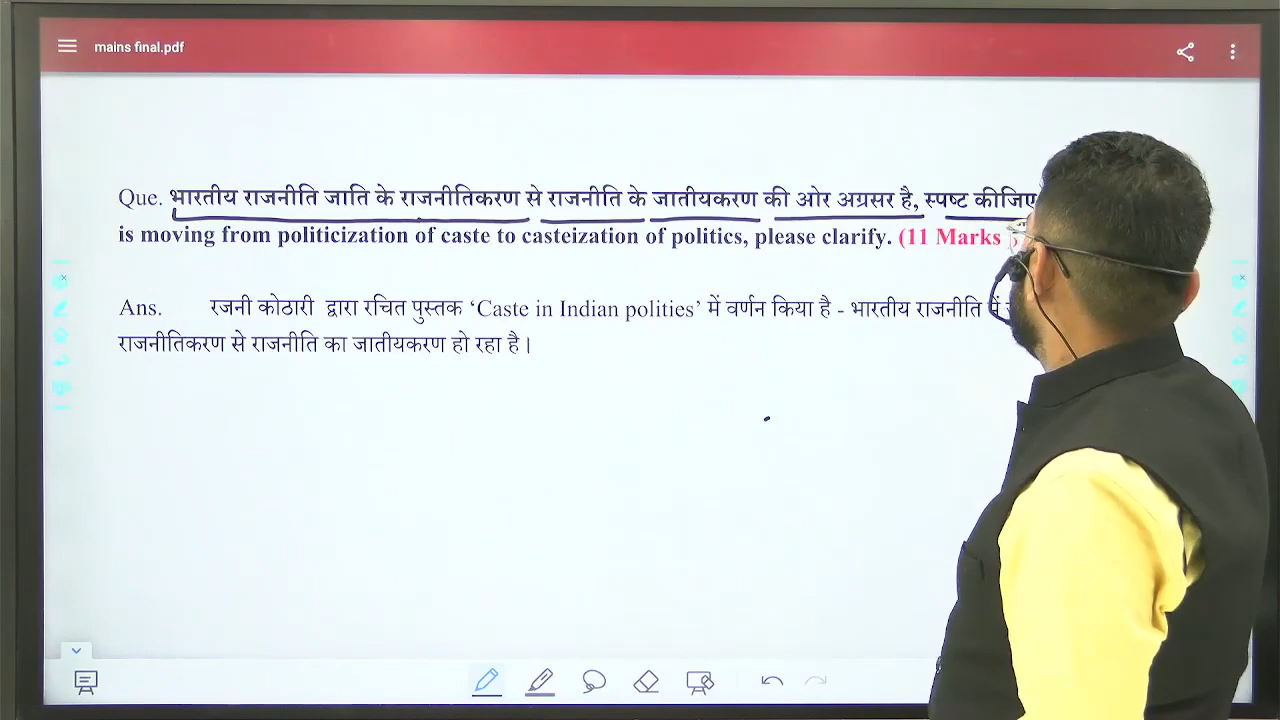 mains final.pdf
Que. भारतीय राजनीति जाति के राजनीतिकरण से राजनीति के जातीयकरण की ओर अग्रसर है, स्पष्ट कीजिए
is moving from politicization of caste to casteization of politics, please clarify. (11 Marks )
Ans. रजनी कोठारी द्वारा रचित पुस्तक ‘Caste in Indian polities’ में वर्णन किया है - भारतीय राजनीति में
राजनीतिकरण से राजनीति का जातीयकरण हो रहा है।